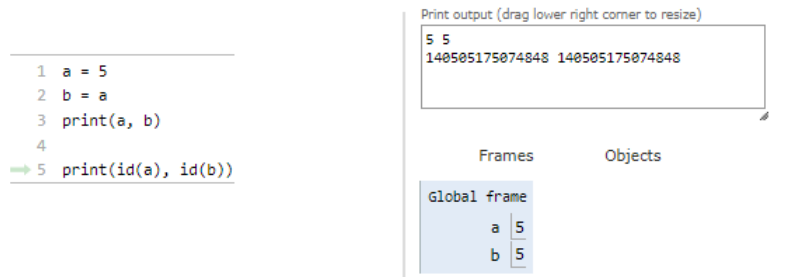 1 a = 5
2 b = a
3 print(a, b)
4
5 print(id(a), id(b))
Print output (drag lower right corner to resize)
5 5
140505175074848 140505175074848
Frames Objects
Global frame
a 5
b 5